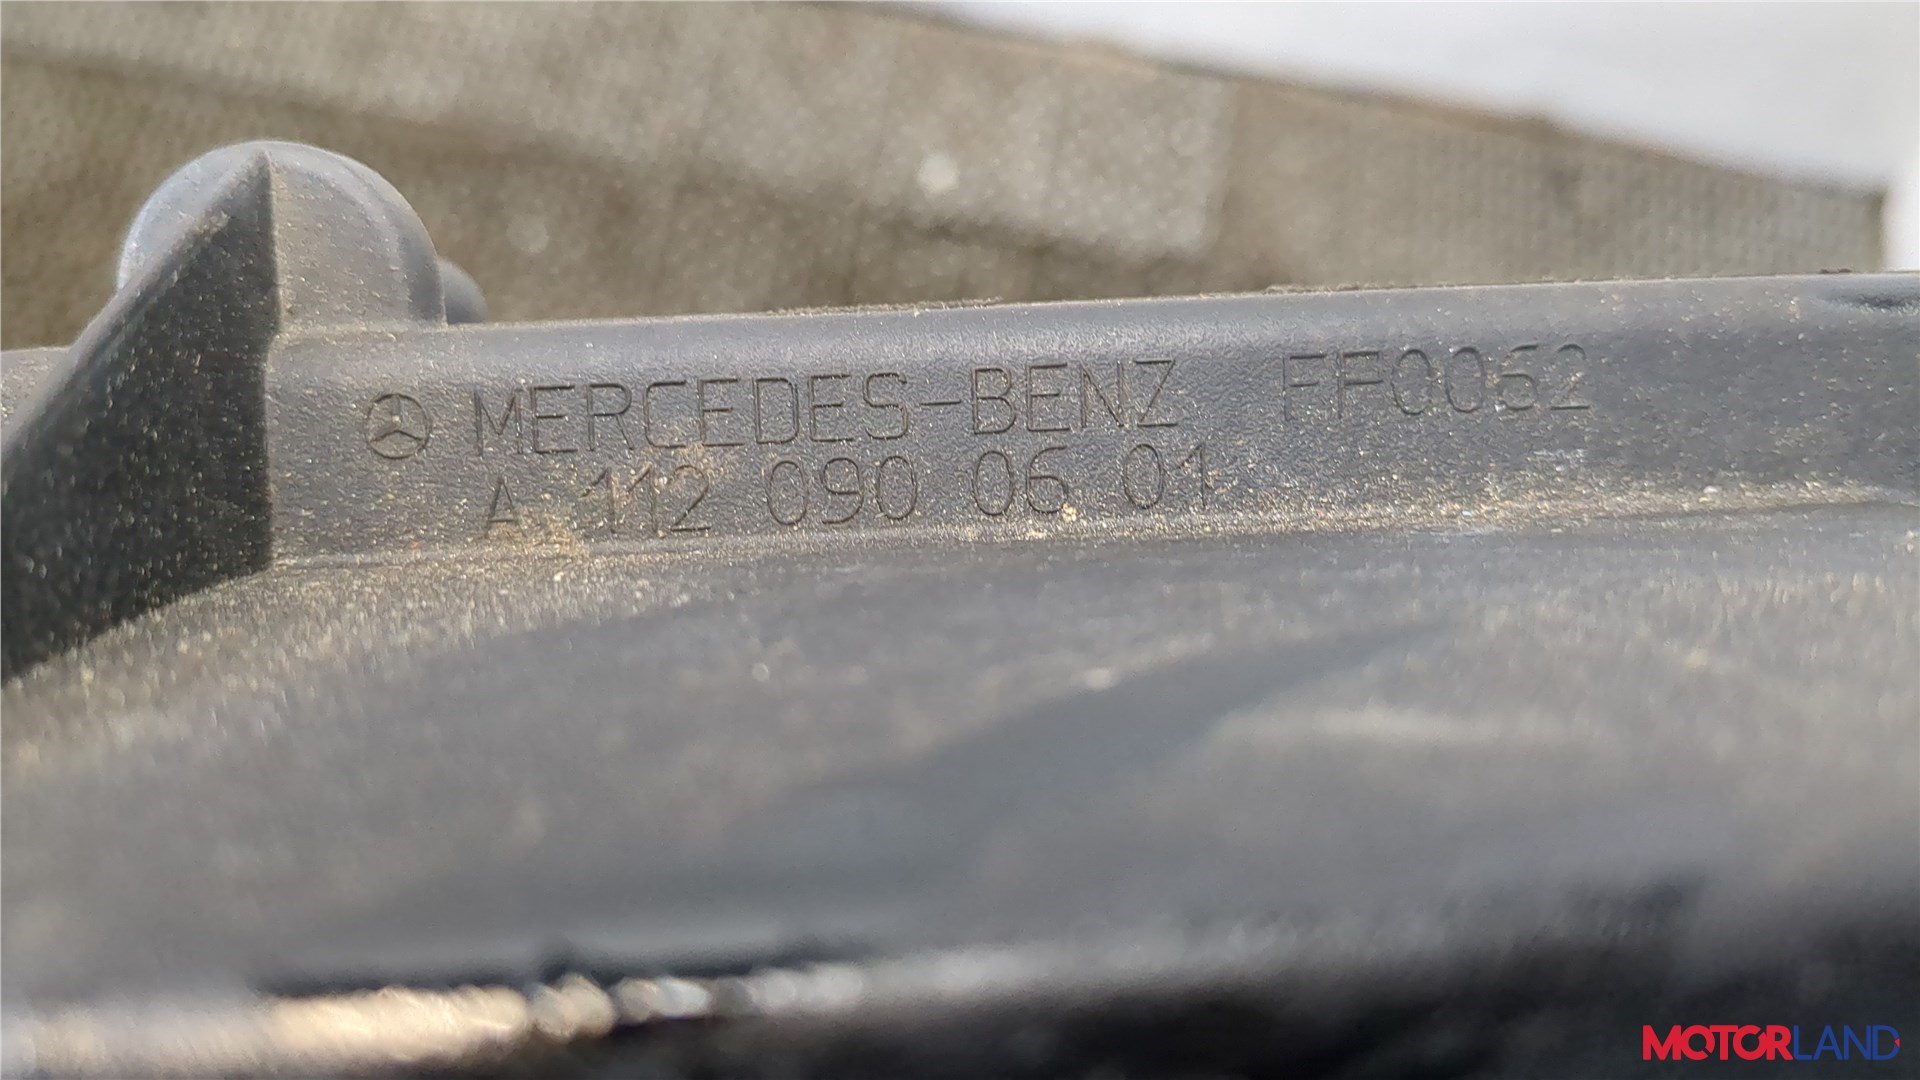 MERCEDES-BENZ FF0062
A 112 090 06 01
MOTORLAND